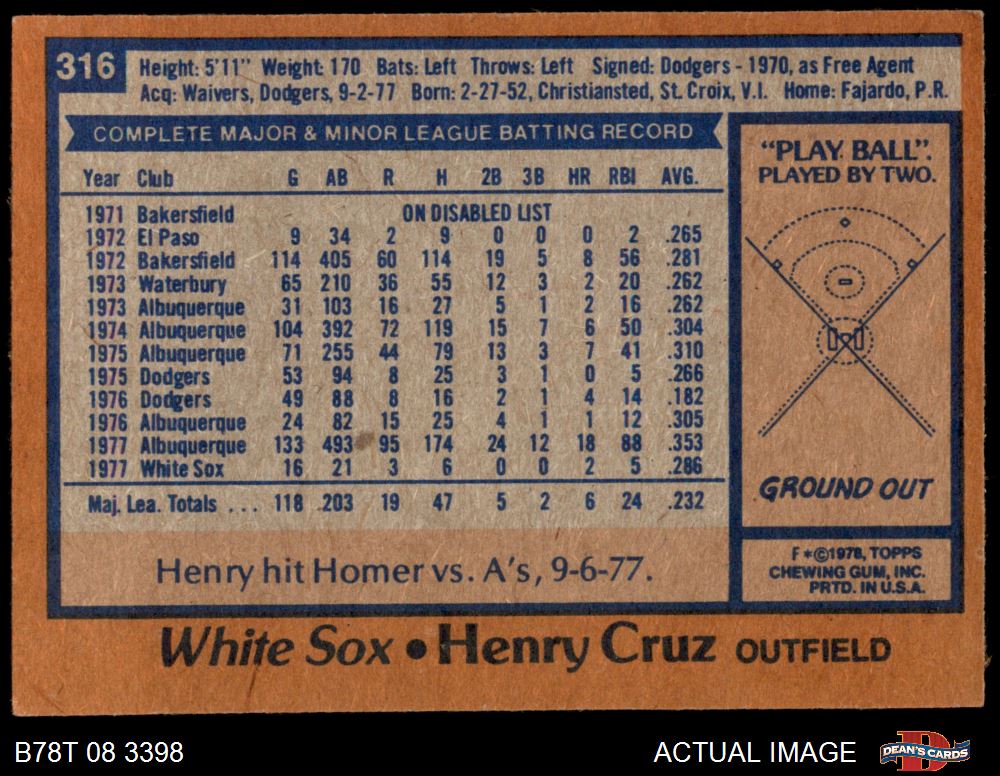 316
Height: 5'11" Weight: 170 Bats: Left Throws: Left Signed: Dodgers - 1970, as Free Agent
Acq: Waivers, Dodgers, 9-2-77 Born: 2-27-52, Christiansted, St. Croix, V.I. Home: Fajardo, P.R.
COMPLETE MAJOR & MINOR LEAGUE BATTING RECORD
Year Club G AB R H 2B 3B HR RBI AVG.
1971 Bakersfield ON DISABLED LIST
1972 El Paso 9 34 2 9 0 0 0 2 .265
1972 Bakersfield 114 405 60 114 19 5 8 56 .281
1973 Waterbury 65 210 36 55 12 3 2 20 .262
1973 Albuquerque 31 103 16 27 5 1 2 16 .262
1974 Albuquerque 104 392 72 119 15 7 6 50 .304
1975 Albuquerque 71 255 44 79 13 3 7 41 .310
1975 Dodgers 53 94 8 25 3 1 0 5 .266
1976 Dodgers 49 88 8 16 2 1 4 14 .182
1976 Albuquerque 24 82 15 25 4 1 1 12 .305
1977 Albuquerque 133 493 95 174 24 12 18 88 .353
1977 White Sox 16 21 3 6 0 0 2 5 .286
Maj. Lea. Totals . . . 118 203 19 47 5 2 6 24 .232
Henry hit Homer vs. A's, 9-6-77.
"PLAY BALL".
PLAYED BY TWO.
GROUND OUT
F*©1978, TOPPS
CHEWING GUM, INC.
PRTD. IN U.S.A.
White Sox • Henry Cruz OUTFIELD
B78T 08 3398
ACTUAL IMAGE
D
DEAN'S CARDS